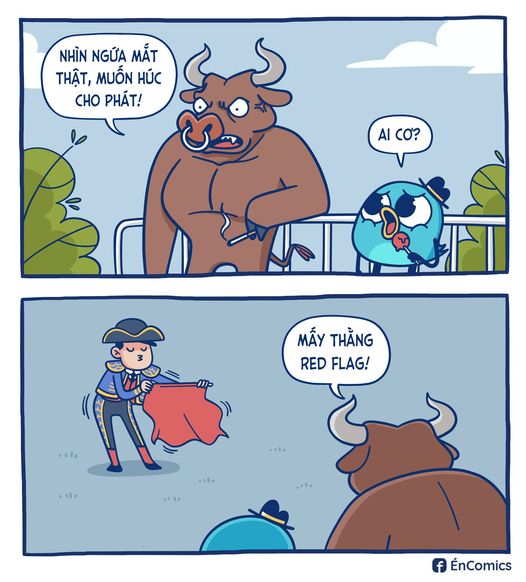 NHÌN NGỨA MẮT
THẬT, MUỐN HÚC
CHO PHÁT!
AI CƠ?
MẤY THẰNG
RED FLAG!
ÉnComics